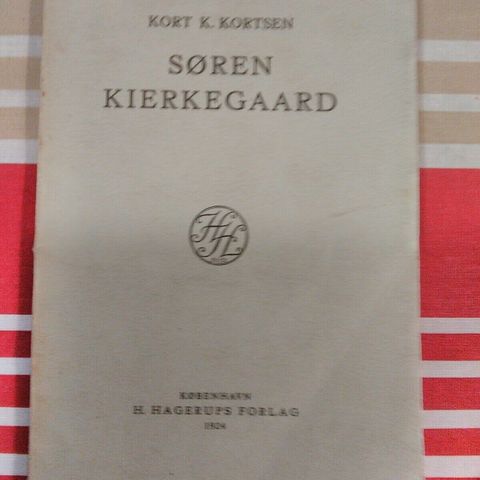 KORT K. KORTSEN
SØREN
KIERKEGAARD
KØBENHAVN
H. HAGERUPS FORLAG
1924